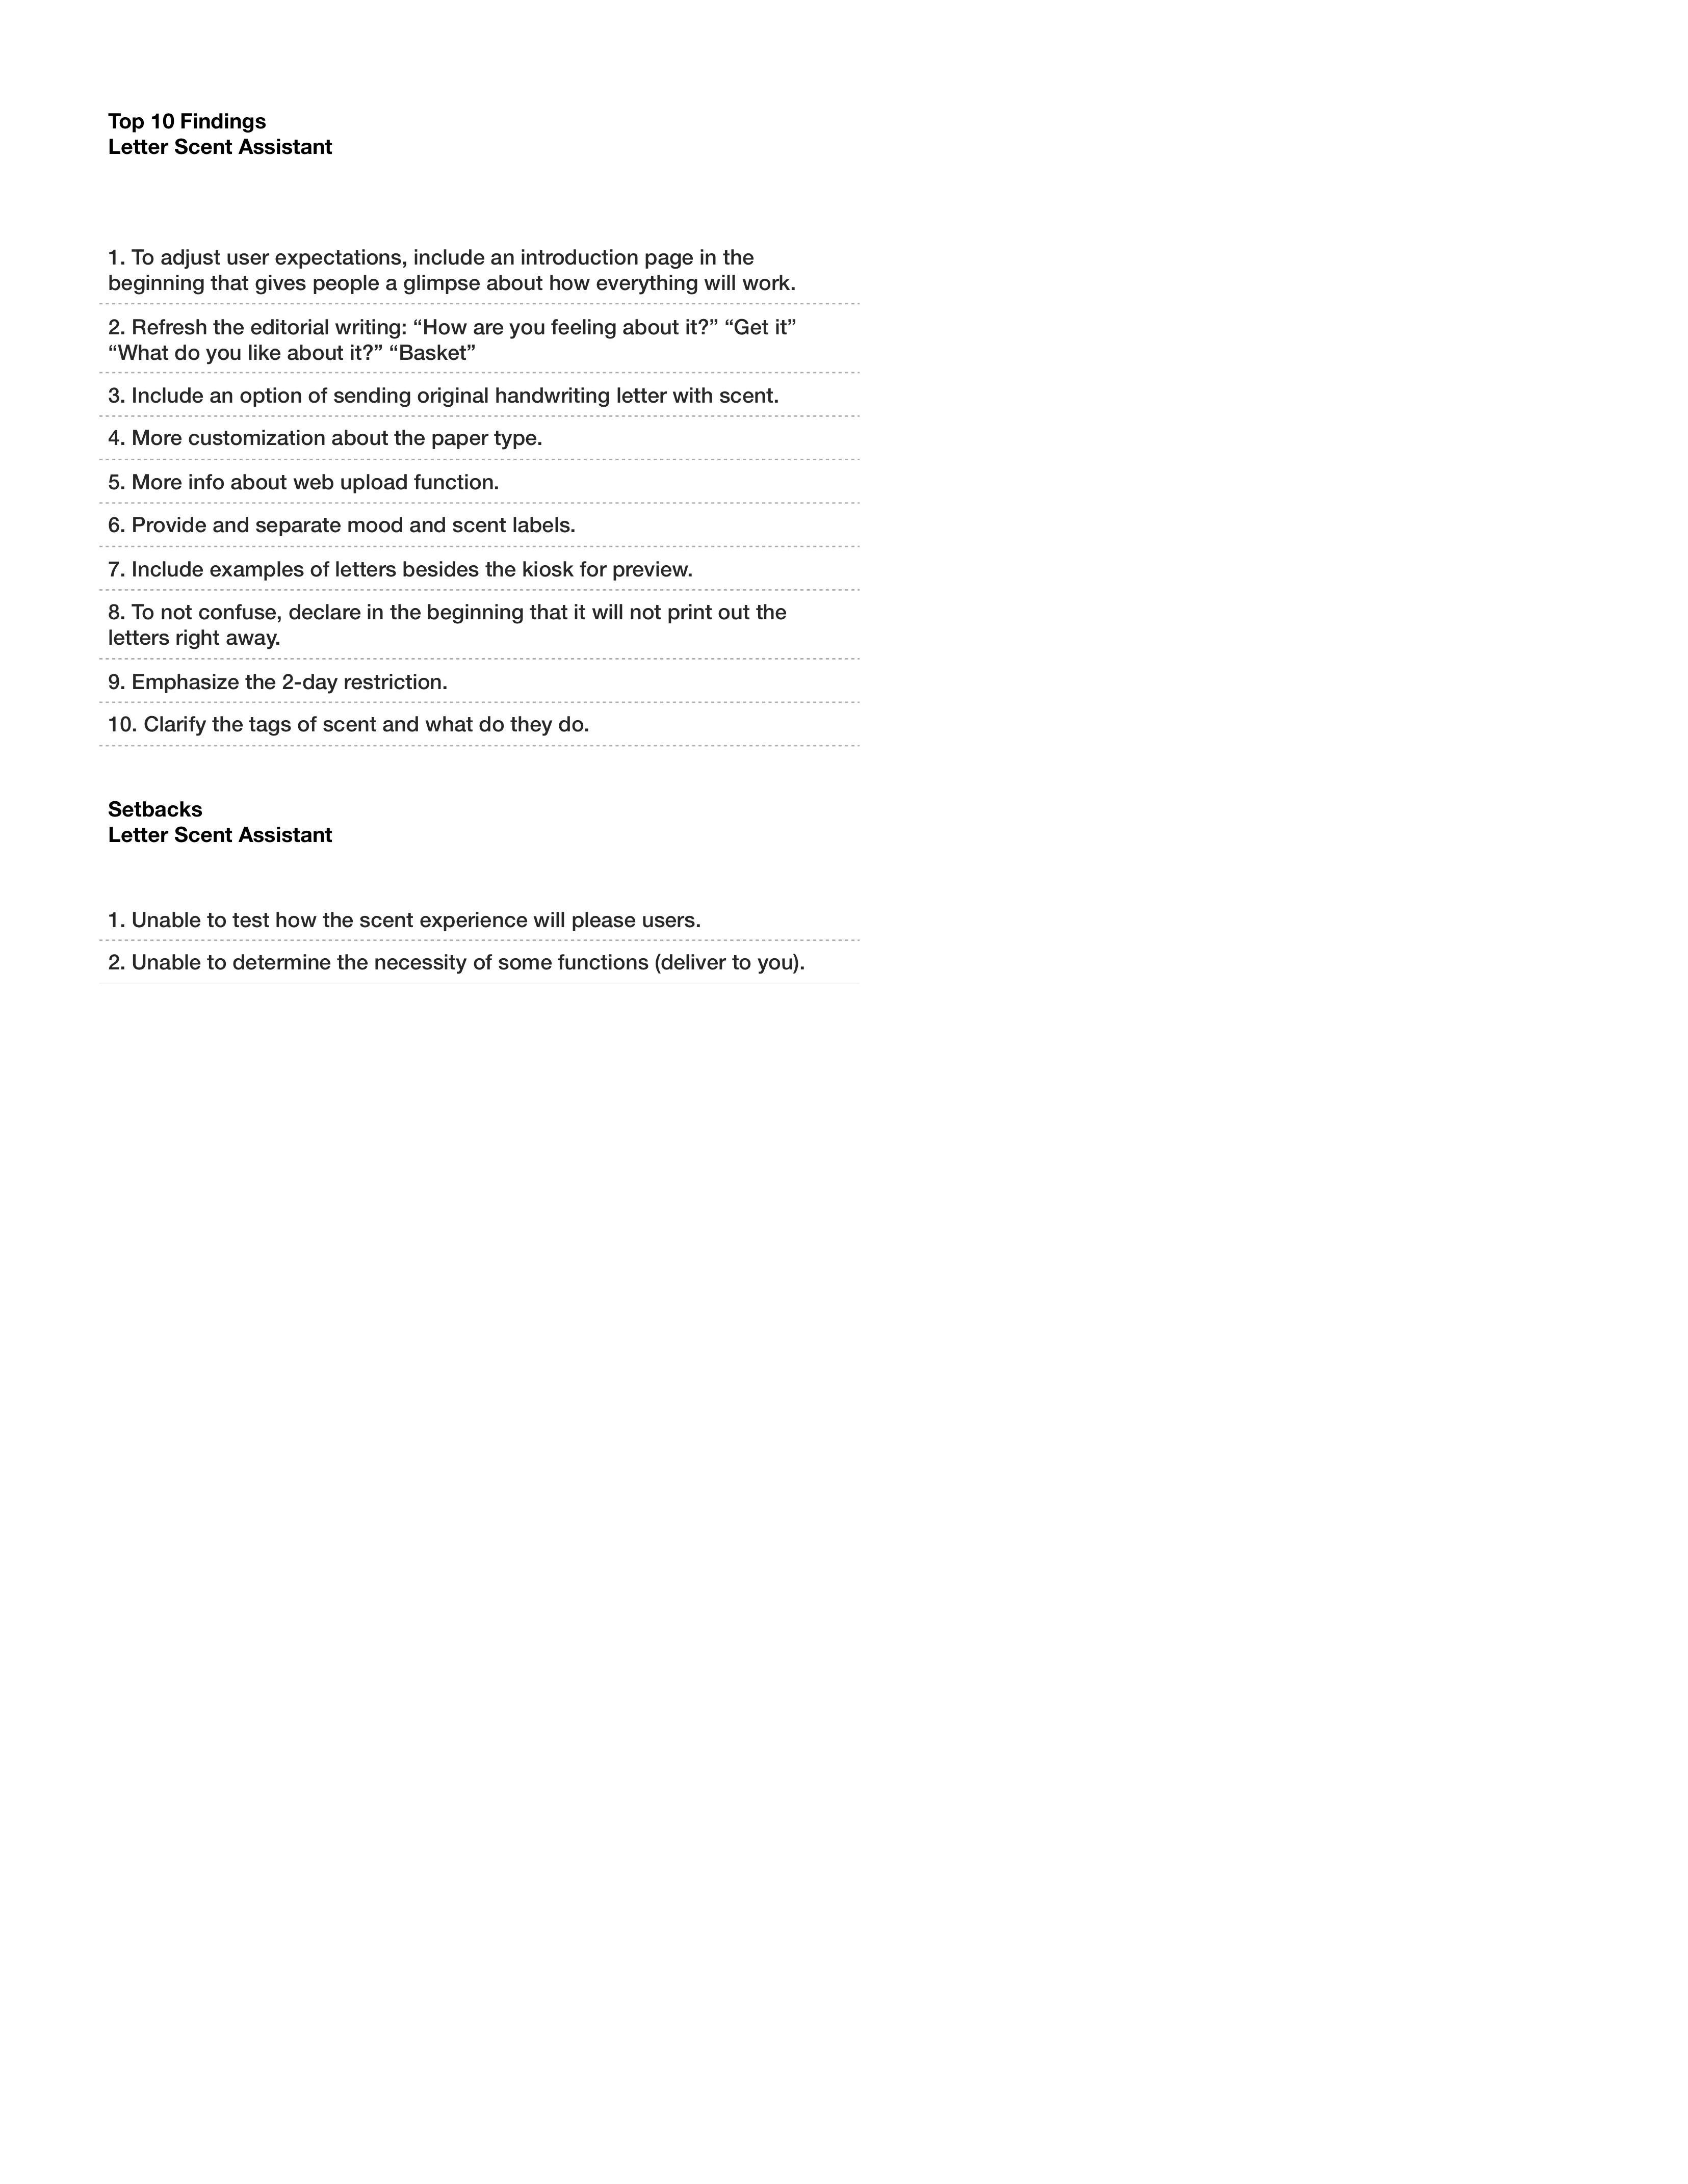 Top 10 Findings
Letter Scent Assistant
1. To adjust user expectations, include an introduction page in the
beginning that gives people a glimpse about how everything will work.
2. Refresh the editorial writing: “How are you feeling about it?” “Get it”
“What do you like about it?” “Basket”
3. Include an option of sending original handwriting letter with scent.
4. More customization about the paper type.
5. More info about web upload function.
6. Provide and separate mood and scent labels.
7. Include examples of letters besides the kiosk for preview.
8. To not confuse, declare in the beginning that it will not print out the
letters right away.
9. Emphasize the 2-day restriction.
10. Clarify the tags of scent and what do they do.
Setbacks
Letter Scent Assistant
1. Unable to test how the scent experience will please users.
2. Unable to determine the necessity of some functions (deliver to you).